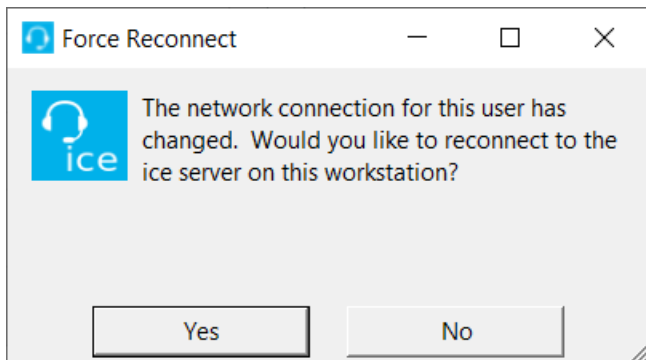 Force Reconnect
ice
The network connection for this user has
changed.  Would you like to reconnect to the
ice server on this workstation?
Yes
No